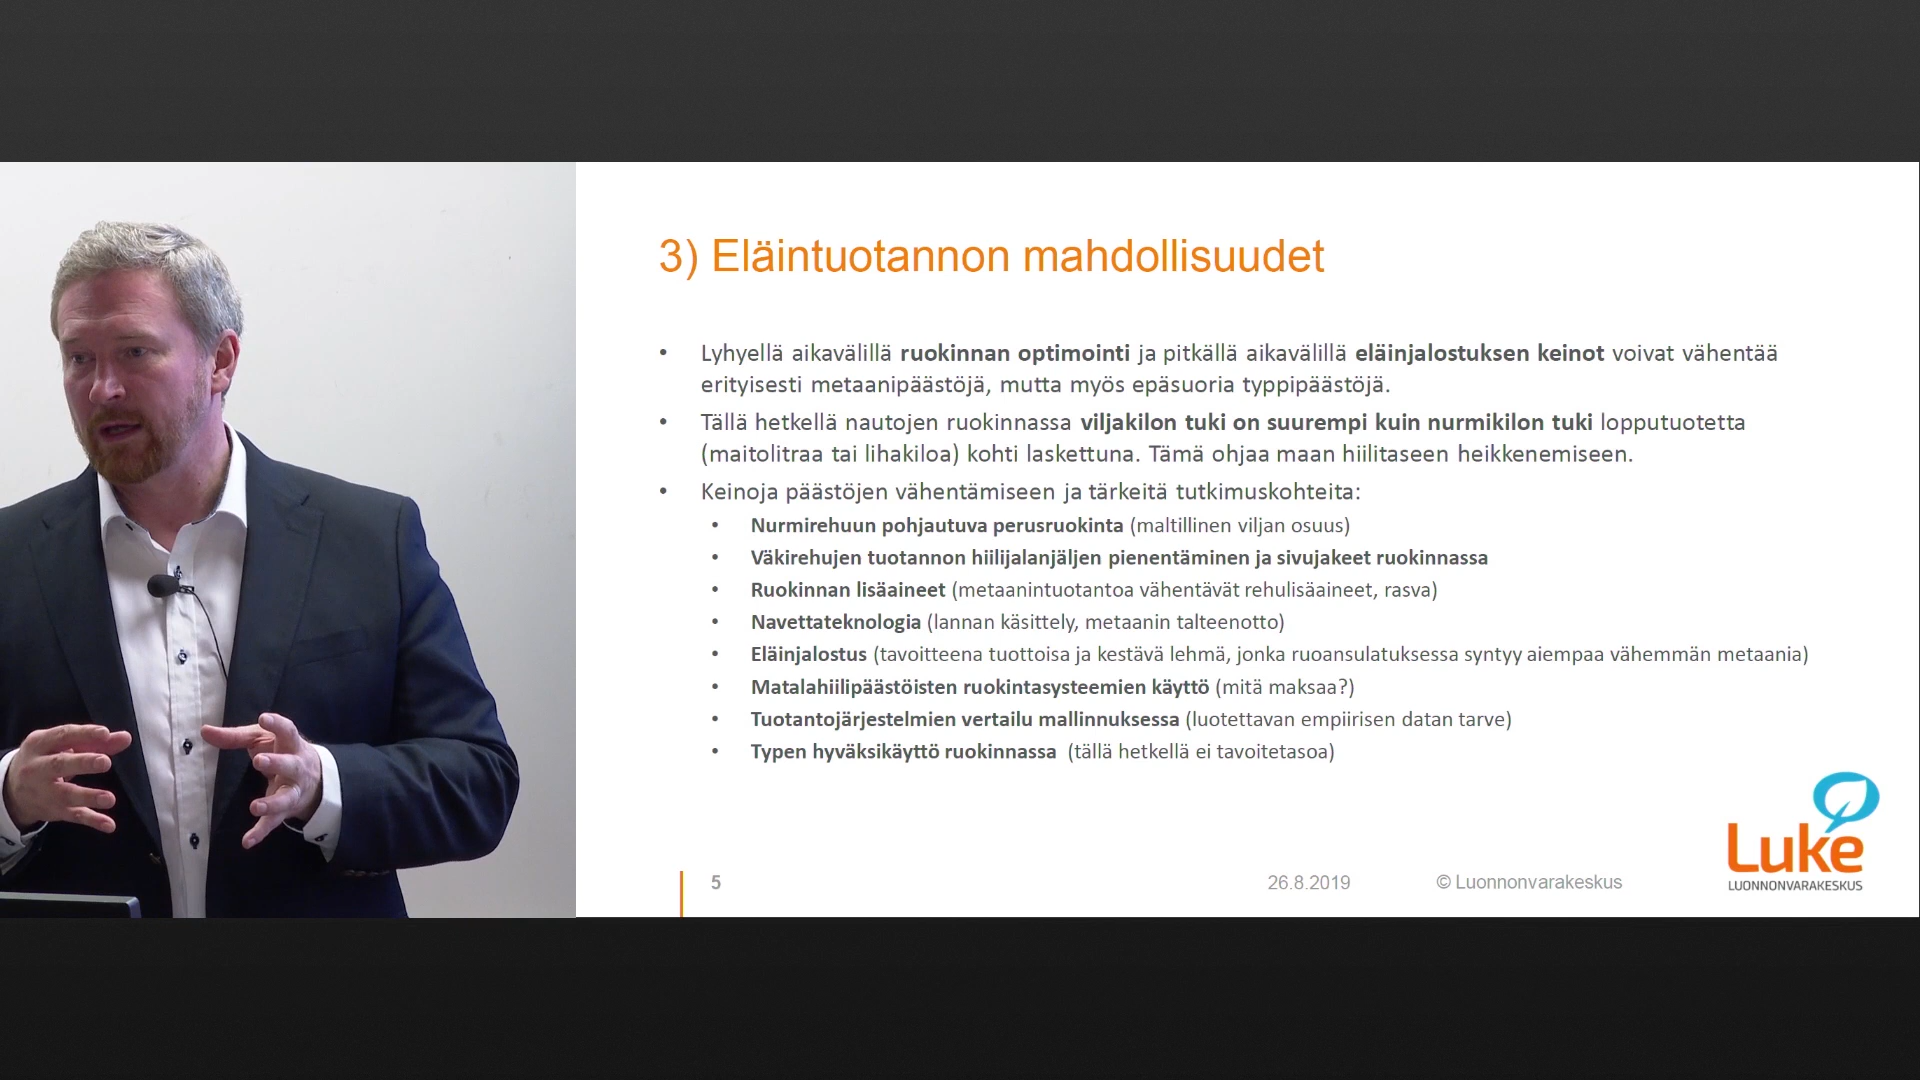 3) Eläintuotannon mahdollisuudet
• Lyhyellä aikavälillä ruokinnan optimointi ja pitkällä aikavälillä eläinjalostuksen keinot voivat vähentää
erityisesti metaanipäästöjä, mutta myös epäsuoria typpipäästöjä.
• Tällä hetkellä nautojen ruokinnassa viljakilon tuki on suurempi kuin nurmikilon tuki lopputuotetta
(maitolitraa tai lihakiloa) kohti laskettuna. Tämä ohjaa maan hiilitaseen heikkenemiseen.
• Keinoja päästöjen vähentämiseen ja tärkeitä tutkimuskohteita:
• Nurmirehuun pohjautuva perusruokinta (maltillinen viljan osuus)
• Väkirehujen tuotannon hiilijalanjäljen pienentäminen ja sivujakeet ruokinnassa
• Ruokinnan lisäaineet (metaanintuotantoa vähentävät rehulisäaineet, rasva)
• Navettateknologia (lannan käsittely, metaanin talteenotto)
• Eläinjalostus (tavoitteena tuottoisa ja kestävä lehmä, jonka ruoansulatuksessa syntyy aiempaa vähemmän metaania)
• Matalahiilipäästöisten ruokintasysteemien käyttö (mitä maksaa?)
• Tuotantojärjestelmien vertailu mallinnuksessa (luotettavan empiirisen datan tarve)
• Typen hyväksikäyttö ruokinnassa (tällä hetkellä ei tavoitetasoa)
5
26.8.2019
© Luonnonvarakeskus
Luke
LUONNONVARAKESKUS